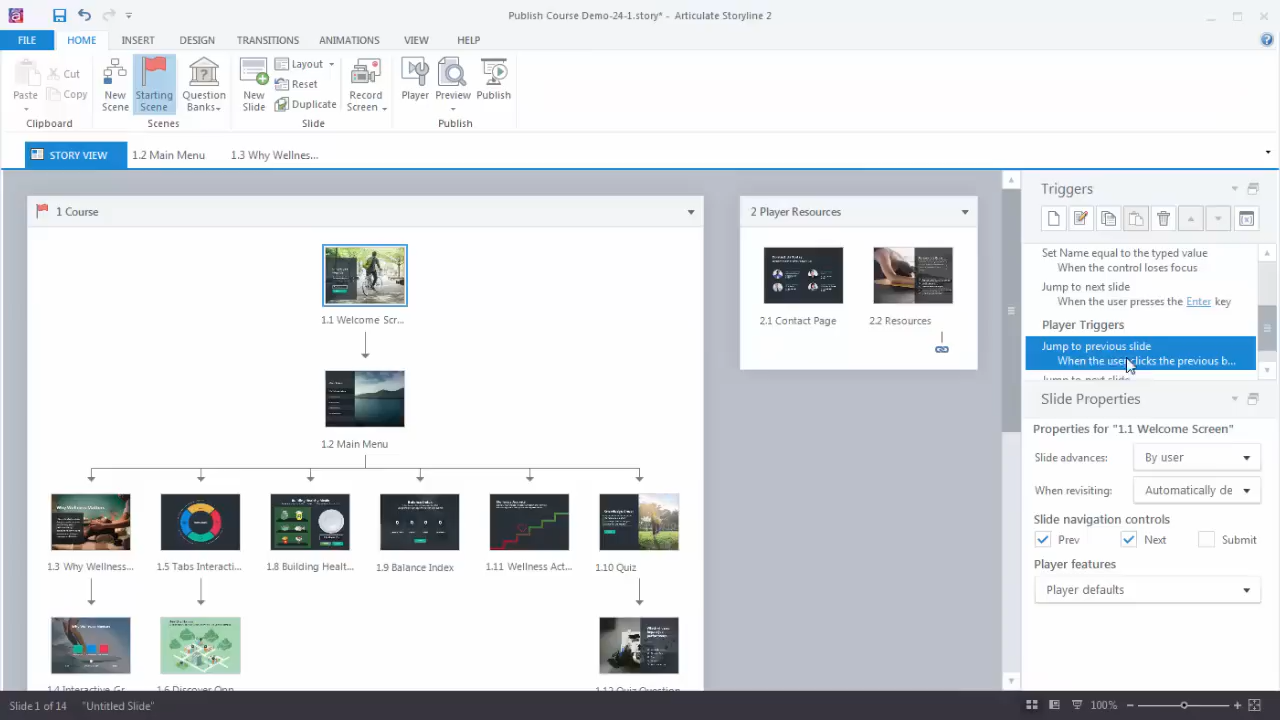 Publish Course Demo-24-1.story* - Articulate Storyline 2
FILE HOME INSERT DESIGN TRANSITIONS ANIMATIONS VIEW HELP
Paste
Cut
Copy
Clipboard
New Scene
Starting Scene
Question Banks
Scenes
New Slide
Layout
Reset
Duplicate
Slide
Record Screen
Player
Preview
Publish
Publish
STORY VIEW
1.2 Main Menu
1.3 Why Wellnes...
1 Course
1.1 Welcome Scr...
1.2 Main Menu
1.3 Why Wellness...
1.5 Tabs Interacti...
1.8 Building Healt...
1.9 Balance Index
1.11 Wellness Act...
1.10 Quiz
2 Player Resources
2.1 Contact Page
2.2 Resources
Triggers
Set Name equal to the typed value
When the control loses focus
Jump to next slide
When the user presses the Enter key
Player Triggers
Jump to previous slide
When the user clicks the previous b...
Jump to next slide
Slide Properties
Properties for "1.1 Welcome Screen"
Slide advances: By user
When revisiting: Automatically de
Slide navigation controls
Prev Next Submit
Player features
Player defaults
Slide 1 of 14 "Untitled Slide"
100%